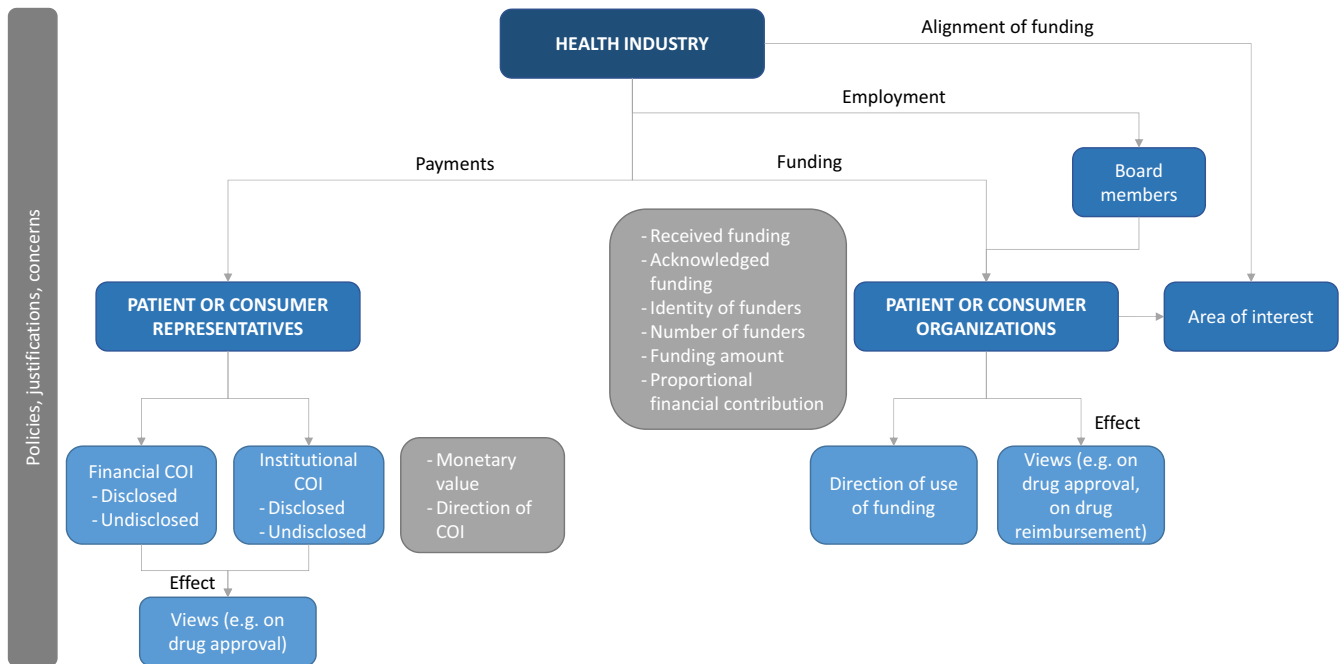 Policies, justifications, concerns
HEALTH INDUSTRY
Alignment of funding
Employment
Payments
Funding
Board
members
- Received funding
- Acknowledged
funding
- Identity of funders
- Number of funders
- Funding amount
- Proportional
financial contribution
PATIENT OR CONSUMER
REPRESENTATIVES
PATIENT OR CONSUMER
ORGANIZATIONS
Area of interest
Effect
Financial COI
- Disclosed
- Undisclosed
Institutional
COI
- Disclosed
- Undisclosed
- Monetary
value
- Direction of
COI
Direction of use
of funding
Views (e.g. on
drug approval,
on drug
reimbursement)
Effect
Views (e.g. on
drug approval)